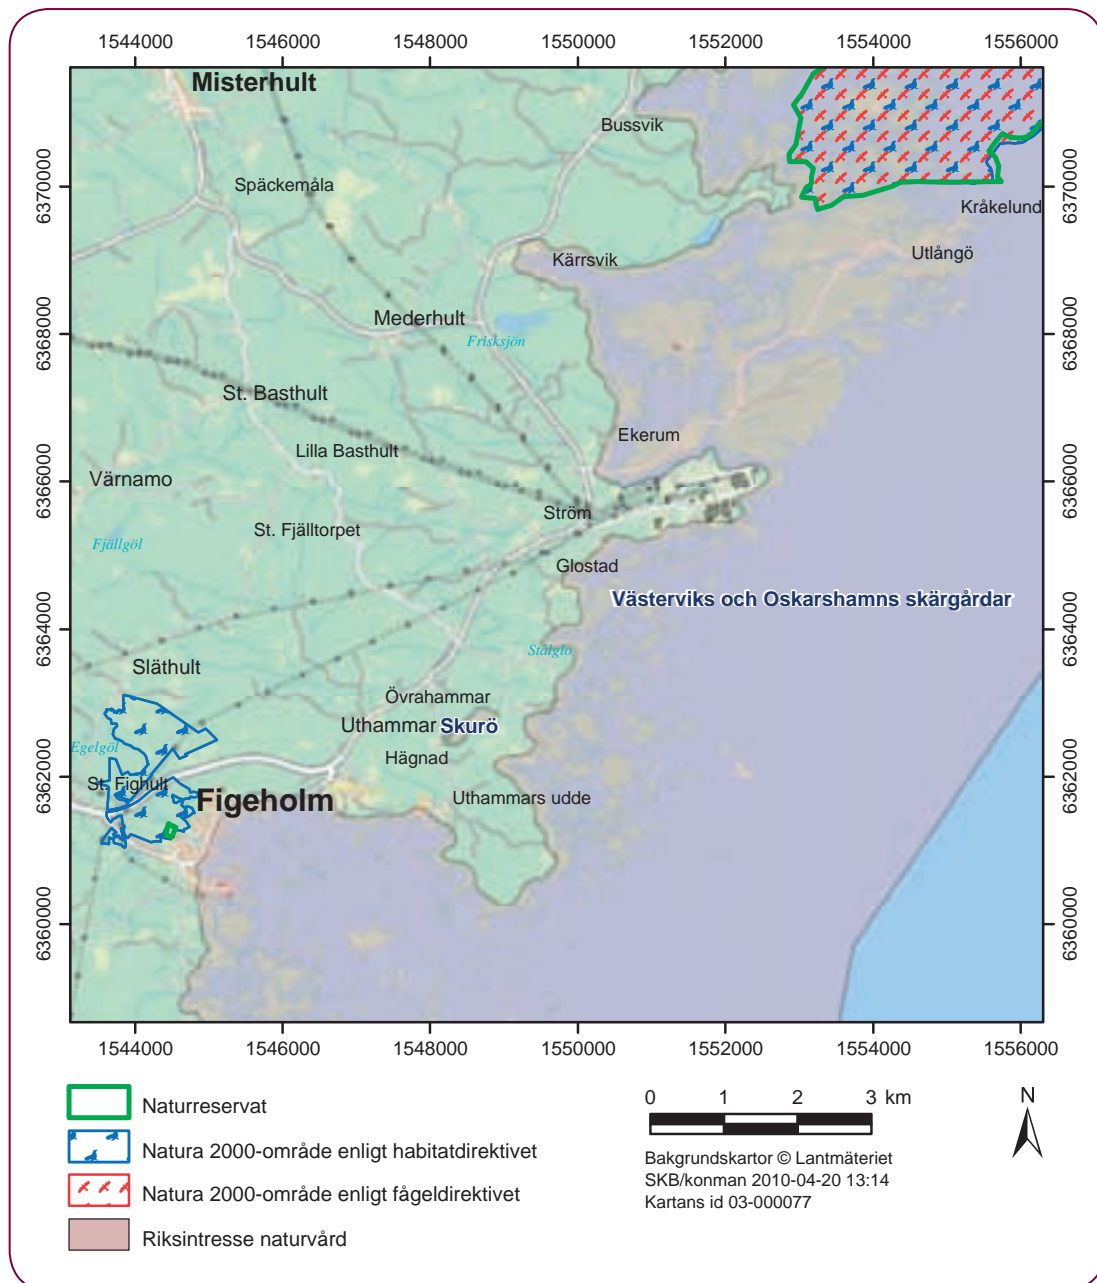 1544000 1546000 1548000 1550000 1552000 1554000 1556000
Misterhult
Bussvik
6370000 6370000
Späckemåla
Kråkelund
Kärrsvik
Utlångö
6368000 6368000
Mederhult
Frisksjön
St. Basthult
Ekerum
Lilla Basthult
6366000 6366000
Värnamo
Ström
St. Fjälltorpet
Fjällgöl
Glostad
Västerviks och Oskarshamns skärgårdar
6364000 6364000
Stålglo
Släthult
Övrahammar
Uthammar Skurö
Egelgöl
Hägnad
6362000 6362000
St. Fighult
Figeholm
Uthammars udde
6360000 6360000
1544000 1546000 1548000 1550000 1552000 1554000 1556000
Naturreservat
Natura 2000-område enligt habitatdirektivet
Natura 2000-område enligt fågeldirektivet
Riksintresse naturvård
0 1 2 3 km
N
Bakgrundskartor © Lantmäteriet
SKB/konman 2010-04-20 13:14
Kartans id 03-000077